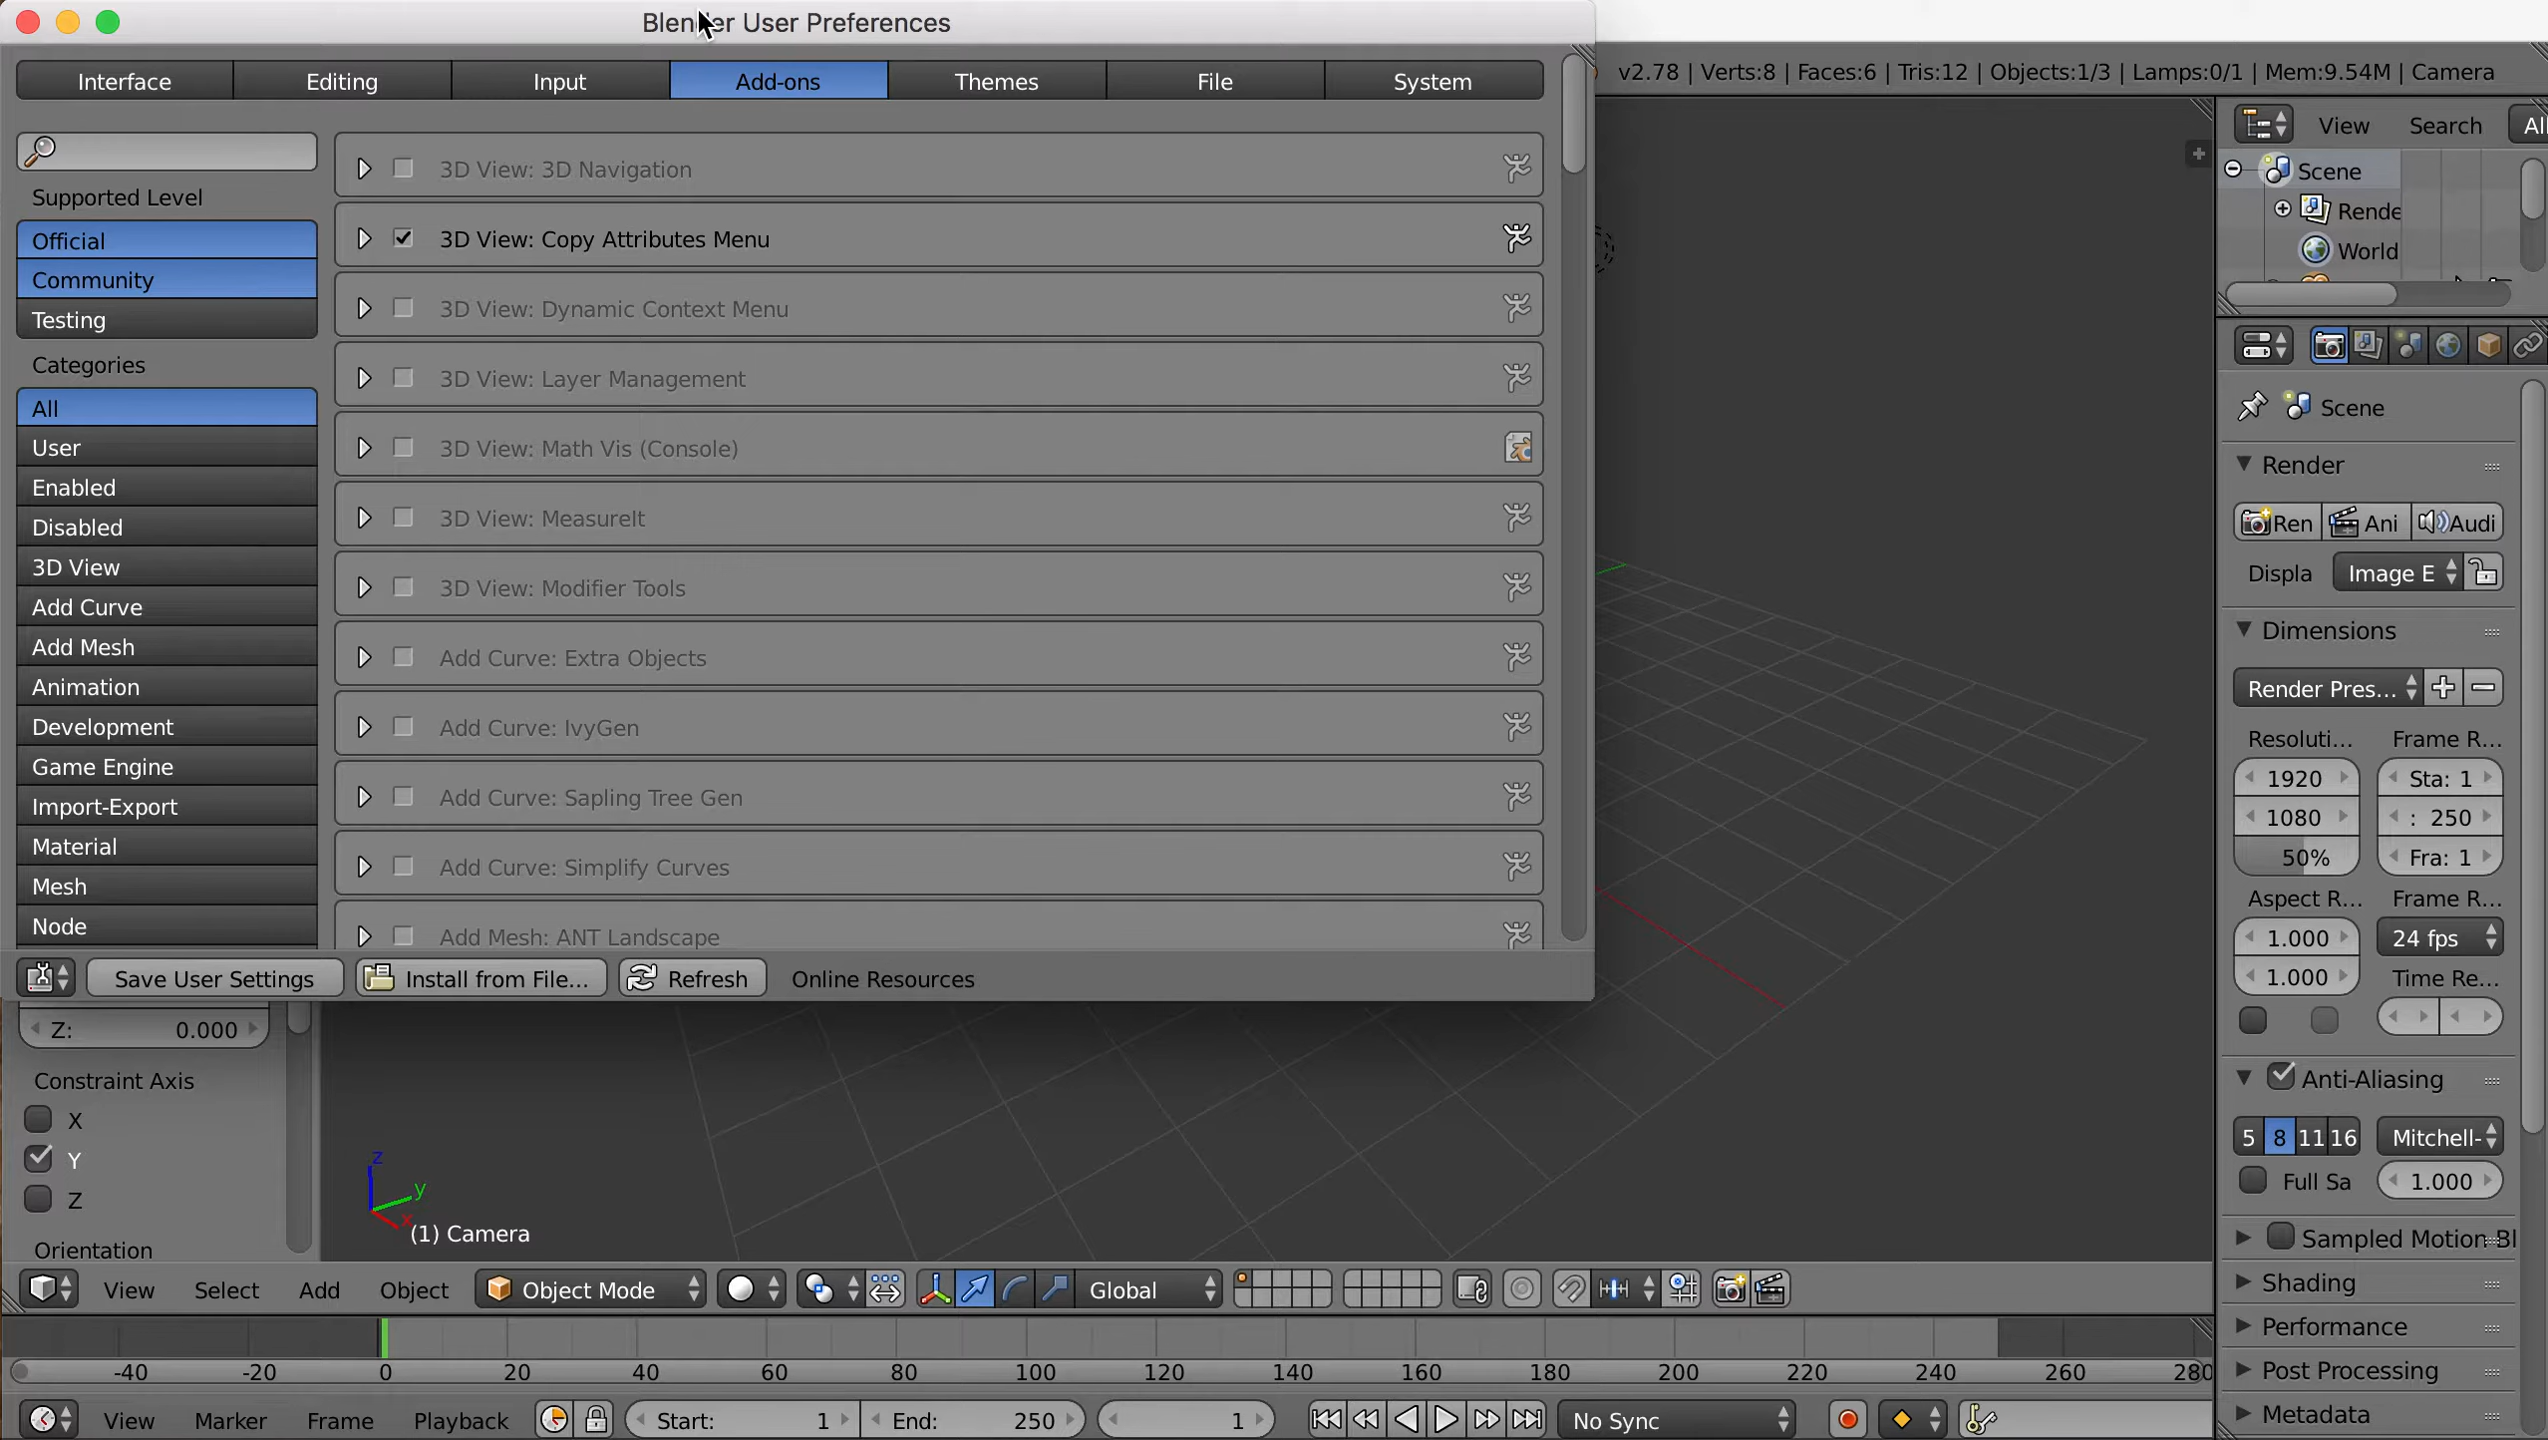 Blender User Preferences
Interface Editing Input Add-ons Themes File System
v2.78 | Verts:8 | Faces:6 | Tris:12 | Objects:1/3 | Lamps:0/1 | Mem:9.54M | Camera
Supported Level
Official
Community
Testing
Categories
All
User
Enabled
Disabled
3D View
Add Curve
Add Mesh
Animation
Development
Game Engine
Import-Export
Material
Mesh
Node
3D View: 3D Navigation
3D View: Copy Attributes Menu
3D View: Dynamic Context Menu
3D View: Layer Management
3D View: Math Vis (Console)
3D View: MeasureIt
3D View: Modifier Tools
Add Curve: Extra Objects
Add Curve: IvyGen
Add Curve: Sapling Tree Gen
Add Curve: Simplify Curves
Add Mesh: ANT Landscape
Save User Settings Install from File... Refresh Online Resources
View Search All
Scene
Rende
World
Scene
Render
Ren Ani Audi
Displa Image E
Dimensions
Render Pres...
Resoluti... Frame R...
1920 Sta: 1
1080 : 250
50% Fra: 1
Aspect R... Frame R...
1.000 24 fps
1.000 Time Re...
Anti-Aliasing
5 8 11 16 Mitchell-
Full Sa 1.000
Sampled Motion Bl
Shading
Performance
Post Processing
Metadata
Z: 0.000
Constraint Axis
X
Y
Z
Orientation
z
y
x
(1) Camera
View Select Add Object Object Mode Global
-40 -20 0 20 40 60 80 100 120 140 160 180 200 220 240 260 280
View Marker Frame Playback Start: 1 End: 250 1 No Sync